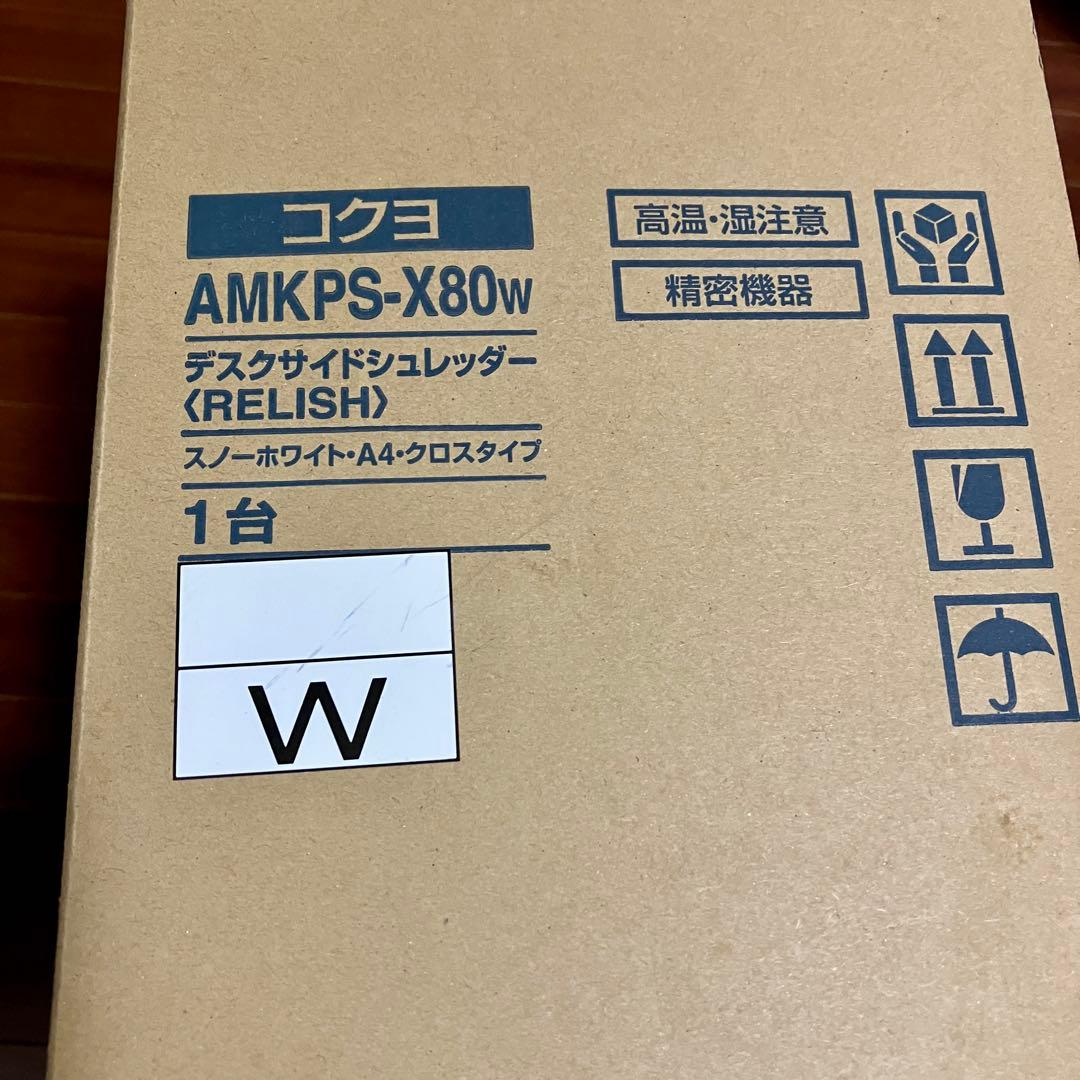 コクヨ
AMKPS-X80W
デスクサイドシュレッダー
〈RELISH〉
スノーホワイト・A4・クロスタイプ
1台
W
高温・湿注意
精密機器